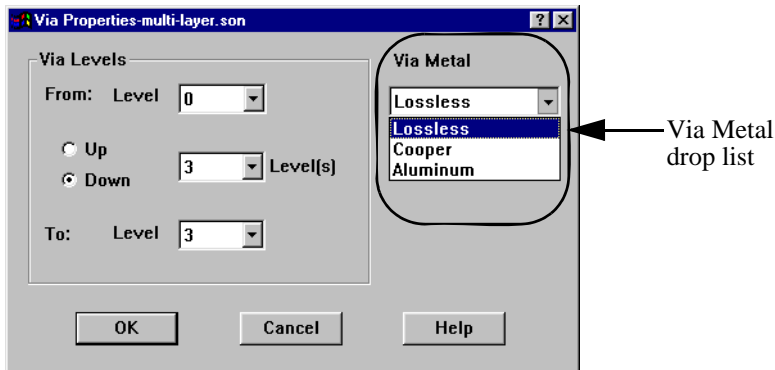 Via Properties-multi-layer.son
Via Levels
From: Level 0
Up
Down
3 Level(s)
To: Level 3
Via Metal
Lossless
Lossless
Cooper
Aluminum
Via Metal
drop list
OK Cancel Help